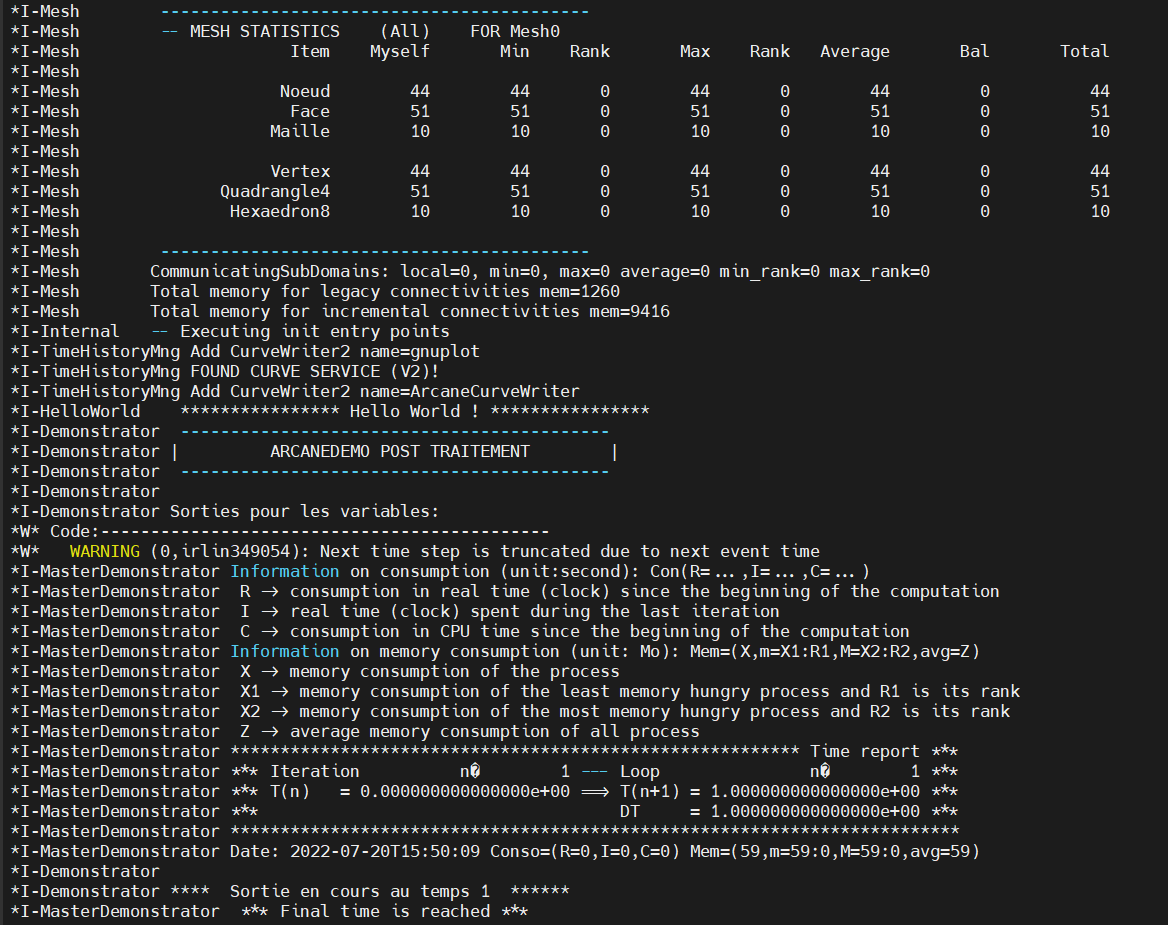 *I-Mesh        -------------------------------------------
*I-Mesh        -- MESH STATISTICS    (All)    FOR Mesh0
*I-Mesh                     Item    Myself       Min    Rank       Max    Rank   Average       Bal       Total
*I-Mesh
*I-Mesh                    Noeud        44        44       0        44       0        44         0          44
*I-Mesh                     Face        51        51       0        51       0        51         0          51
*I-Mesh                   Maille        10        10       0        10       0        10         0          10
*I-Mesh
*I-Mesh                   Vertex        44        44       0        44       0        44         0          44
*I-Mesh              Quadrangle4        51        51       0        51       0        51         0          51
*I-Mesh               Hexaedron8        10        10       0        10       0        10         0          10
*I-Mesh
*I-Mesh        -------------------------------------------
*I-Mesh       CommunicatingSubDomains: local=0, min=0, max=0 average=0 min_rank=0 max_rank=0
*I-Mesh       Total memory for legacy connectivities mem=1260
*I-Mesh       Total memory for incremental connectivities mem=9416
*I-Internal   -- Executing init entry points
*I-TimeHistoryMng Add CurveWriter2 name=gnuplot
*I-TimeHistoryMng FOUND CURVE SERVICE (V2)!
*I-TimeHistoryMng Add CurveWriter2 name=ArcaneCurveWriter
*I-HelloWorld    **************** Hello World ! ****************
*I-Demonstrator  -------------------------------------------
*I-Demonstrator |         ARCANEDEMO POST TRAITEMENT        |
*I-Demonstrator  -------------------------------------------
*I-Demonstrator
*I-Demonstrator Sorties pour les variables:
*W* Code:---------------------------------------------
*W*   WARNING (0,irlin349054): Next time step is truncated due to next event time
*I-MasterDemonstrator Information on consumption (unit:second): Con(R=...,I=...,C=...)
*I-MasterDemonstrator  R -> consumption in real time (clock) since the beginning of the computation
*I-MasterDemonstrator  I -> real time (clock) spent during the last iteration
*I-MasterDemonstrator  C -> consumption in CPU time since the beginning of the computation
*I-MasterDemonstrator Information on memory consumption (unit: Mo): Mem=(X,m=X1:R1,M=X2:R2,avg=Z)
*I-MasterDemonstrator  X -> memory consumption of the process
*I-MasterDemonstrator  X1 -> memory consumption of the least memory hungry process and R1 is its rank
*I-MasterDemonstrator  X2 -> memory consumption of the most memory hungry process and R2 is its rank
*I-MasterDemonstrator  Z -> average memory consumption of all process
*I-MasterDemonstrator ********************************************************* Time report ***
*I-MasterDemonstrator *** Iteration          n�        1 --- Loop               n�        1 ***
*I-MasterDemonstrator *** T(n)   = 0.000000000000000e+00 ==> T(n+1) = 1.000000000000000e+00 ***
*I-MasterDemonstrator ***                                    DT     = 1.000000000000000e+00 ***
*I-MasterDemonstrator *************************************************************************
*I-MasterDemonstrator Date: 2022-07-20T15:50:09 Conso=(R=0,I=0,C=0) Mem=(59,m=59:0,M=59:0,avg=59)
*I-Demonstrator
*I-Demonstrator ****  Sortie en cours au temps 1  ******
*I-MasterDemonstrator  *** Final time is reached ***